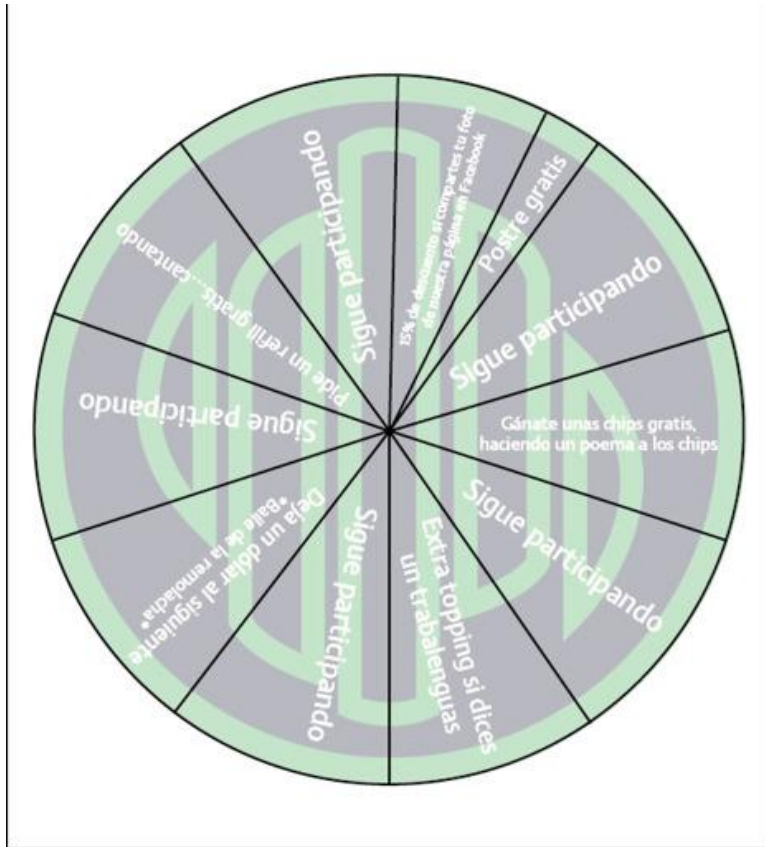 15% de descuento si compartes tu foto
de nuestra página en Facebook
Postre gratis
Sigue participando
Gánate unas chips gratis,
haciendo un poema a los chips
Sigue participando
Extra topping si dices
un trabalenguas
Sigue participando
Deja un dólar al siguiente
*Baile de la remolacha*
Sigue participando
Pide un refill gratis...cantando
Sigue participando